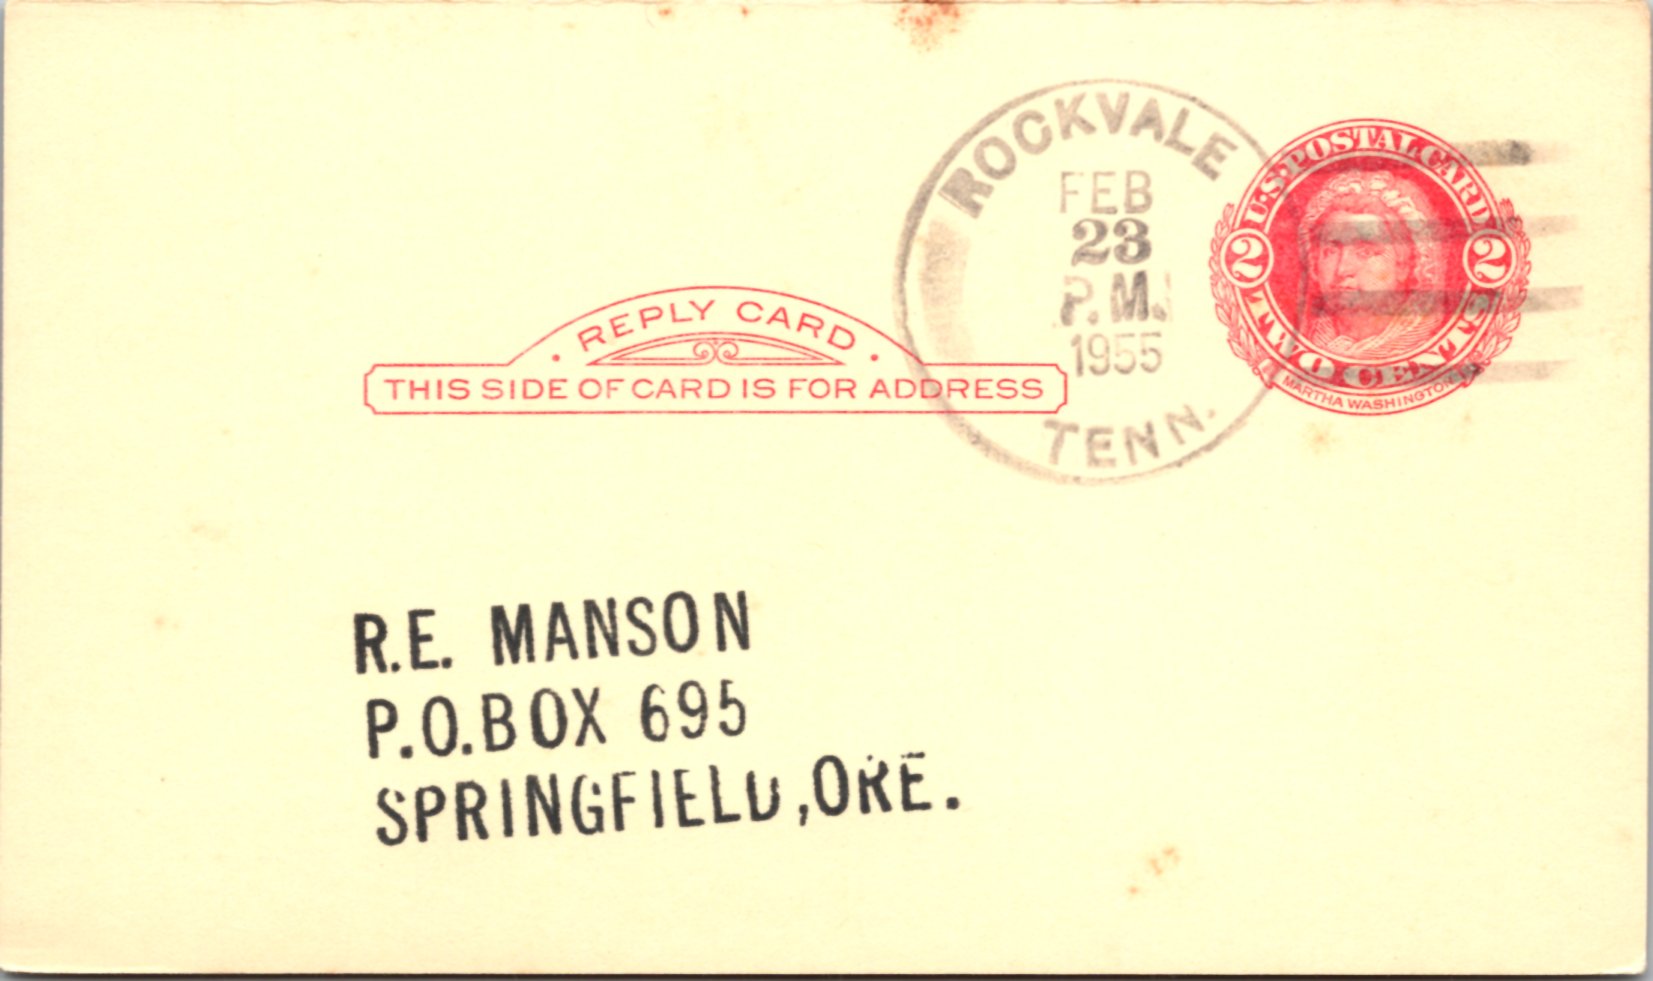 ROCKVALE
FEB
23
P.M.
1955
TENN.
U.S. POSTAL CARD
2 2
TWO CENTS
MARTHA WASHINGTON
REPLY CARD
THIS SIDE OF CARD IS FOR ADDRESS
R.E. MANSON
P.O.BOX 695
SPRINGFIELD,ORE.